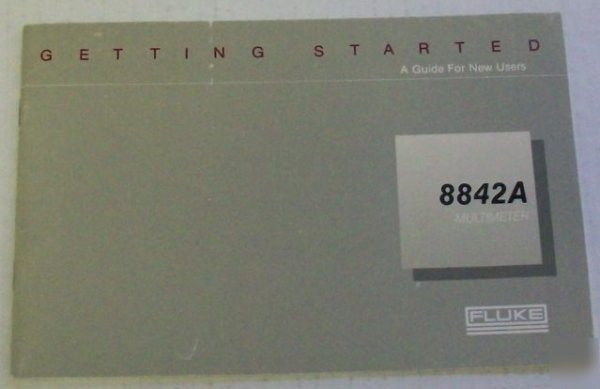 GETTING STARTED
A Guide For New Users
8842A
MULTIMETER
FLUKE